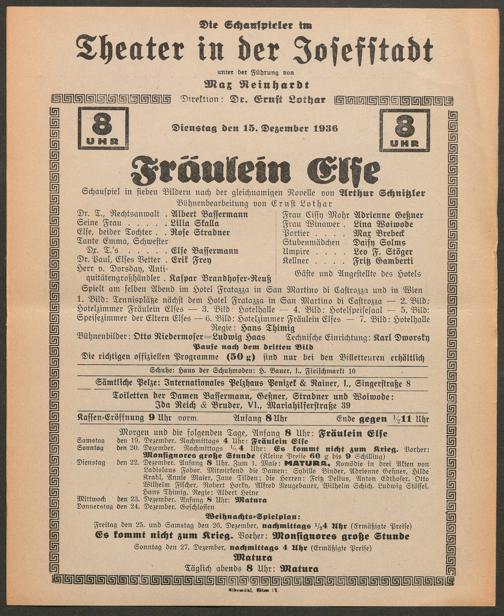 Die Schauspieler im
Theater in der Josefstadt
unter der Führung von
Max Reinhardt
Direktion: Dr. Ernst Lothar
8 UHR
Dienstag den 15. Dezember 1936
8 UHR
Fräulein Else
Schauspiel in sieben Bildern nach der gleichnamigen Novelle von Arthur Schnitzler
Bühnenbearbeitung von Ernst Lothar
Dr. T., Rechtsanwalt . Albert Bassermann
Seine Frau . . . . . Lilia Skalla
Else, beider Tochter . . Rose Stradner
Tante Emma, Schwester
Dr. T.'s . . . . . . Else Bassermann
Dr. Paul, Elses Vetter . Erik Frey
Herr v. Dorsday, Anti-
quitätengroßhändler . Kaspar Brandhofer-Reuß
Frau Cissy Mohr Adrienne Geßner
Frau Winawer . Lina Woiwode
Portier . . . . Max Brebeck
Stubenmädchen Daisy Solms
Umpire . . . . Leo F. Stöger
Kellner . . . . Fritz Gamberti
Gäste und Angestellte des Hotels
Spielt am selben Abend im Hotel Fratazza in San Martino di Castrozza und in Wien
1. Bild: Tennisplätze nächst dem Hotel Fratazza in San Martino di Castrozza — 2. Bild:
Hotelzimmer Fräulein Elses — 3. Bild: Hotelhalle — 4. Bild: Hotelspeisesaal — 5. Bild:
Speisezimmer der Eltern Elses — 6. Bild: Hotelzimmer Fräulein Elses — 7. Bild: Hotelhalle
Regie: Hans Thimig
Bühnenbilder: Otto Niedermoser—Ludwig Haas Technische Einrichtung: Karl Dworsky
Pause nach dem dritten Bild
Die richtigen offiziellen Programme (50 g) sind nur bei den Billetteuren erhältlich
Schuhe: Haus der Schuhmoden: H. Bauer, I., Fleischmarkt 10
Sämtliche Pelze: Internationales Pelzhaus Penizek & Rainer, I., Singerstraße 8
Toiletten der Damen Bassermann, Geßner, Stradner und Woiwode:
Ida Reich & Bruder, VI., Mariahilferstraße 39
Kassen-Eröffnung 9 Uhr vorm. Anfang 8 Uhr Ende gegen ½11 Uhr
Morgen und die folgenden Tage, Anfang 8 Uhr: Fräulein Else
Samstag den 19. Dezember. Nachmittags 4 Uhr: Fräulein Else
Sonntag den 20. Dezember. Nachmittags ¼4 Uhr: Es kommt nicht zum Krieg. Vorher:
Monsignores große Stunde (Kleine Preise 60 g bis 9 Schilling)
Dienstag den 22. Dezember. Anfang 8 Uhr. Zum 1. Male: MATURA. Komödie in drei Akten von
Ladislaus Fodor. Mitwirkende die Damen: Sybille Binder, Adrienne Geßner, Hilde
Krahl, Annie Maier, Jane Tilden; die Herren: Fritz Delius, Anton Edthofer, Otto
Wilhelm Fischer, Robert Horky, Alfred Neugebauer, Wilhelm Schich, Ludwig Stössel,
Hans Thimig. Regie: Albert Heine
Mittwoch den 23. Dezember. Anfang 8 Uhr: Matura
Donnerstag den 24. Dezember. Geschlossen
Weihnachts-Spielplan:
Freitag den 25. und Samstag den 26. Dezember, nachmittags ¼4 Uhr (Ermäßigte Preise)
Es kommt nicht zum Krieg. Vorher: Monsignores große Stunde
Sonntag den 27. Dezember, nachmittags 4 Uhr (Ermäßigte Preise)
Matura
Täglich abends 8 Uhr: Matura